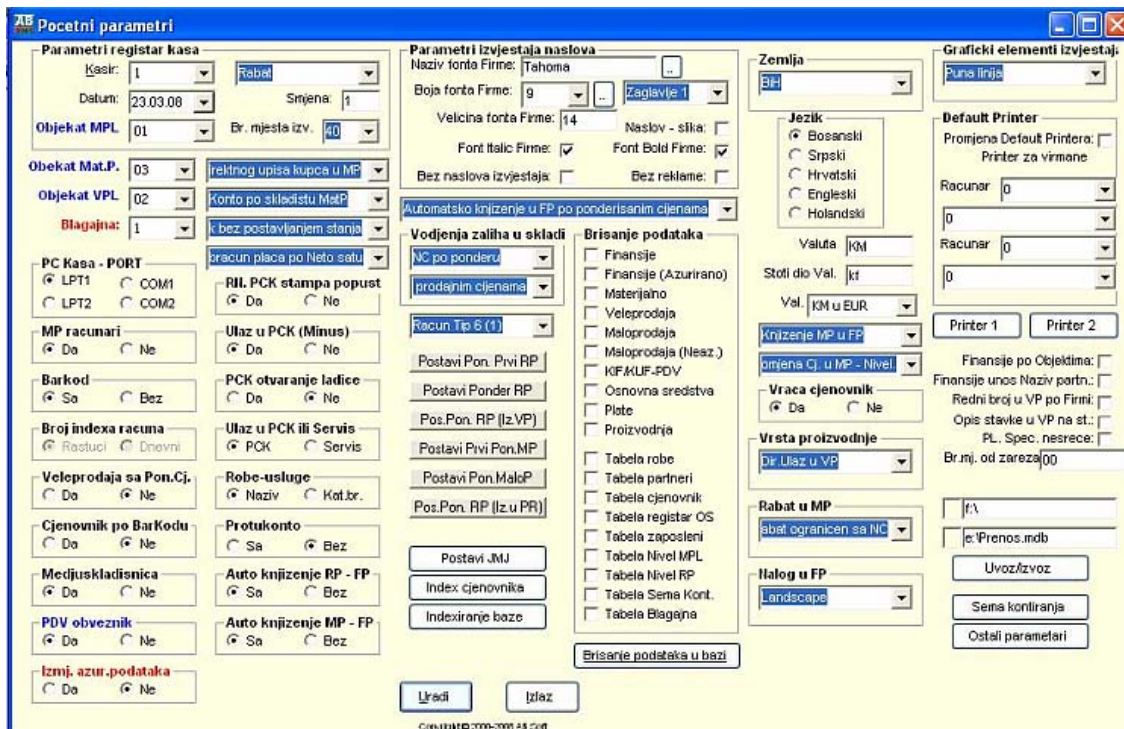 Pocetni parametri
Parametri registar kasa
Kasir: 1 Rabat
Datum: 23.03.08 Smjena: 1
Objekat MPL 01 Br. mjesta izv. 40
Obekat Mat.P. 03 irektnog upisa kupca u MP
Objekat VPL 02 Konto po skladistu MatP
Blagajna: 1 k bez postavljanjem stanja
bracun placa po Neto satu
PC Kasa - PORT
LPT1 COM1
LPT2 COM2
MP racunari
Da Ne
Barkod
Sa Bez
Broj indexa racuna
Rastuci Dnevni
Veleprodaja sa Pon.Cj.
Da Ne
Cjenovnik po BarKodu
Da Ne
Medjuskladisnica
Da Ne
PDV obveznik
Da Ne
Izmj. azur.podataka
Da Ne
PCK stampa popust
Da Ne
Ulaz u PCK (Minus)
Da Ne
PCK otvaranje ladice
Da Ne
Ulaz u PCK ili Servis
PCK Servis
Robe-usluge
Naziv Kat.br.
Protukonto
Sa Bez
Auto knjizenje RP - FP
Sa Bez
Auto knjizenje MP - FP
Sa Bez
Parametri izvjestaja naslova
Naziv fonta Firme: Tahoma ..
Boja fonta Firme: 9 .. Zaglavlje 1
Velicina fonta Firme: 14 Naslov - slika:
Font Italic Firme: Font Bold Firme:
Bez naslova izvjestaja: Bez reklame:
Automatsko knjizenje u FP po ponderisanim cijenama
Vodjenja zaliha u skladi
NC po ponderu
prodajnim cijenama
Racun Tip 6 (1)
Postavi Pon. Prvi RP
Postavi Ponder RP
Pos.Pon. RP (Iz.VP)
Postavi Prvi Pon.MP
Postavi Pon.MaloP
Pos.Pon. RP (Iz.u PR)
Postavi JMJ
Index cjenovnika
Indexiranje baze
Brisanje podataka
Finansije
Finansije (Azurirano)
Materijalno
Veleprodaja
Maloprodaja
Maloprodaja (Neaz.)
KIF/KUF-PDV
Osnovna sredstva
Plate
Proizvodnja
Tabela robe
Tabela partneri
Tabela cjenovnik
Tabela registar OS
Tabela zaposleni
Tabela Nivel MPL
Tabela Nivel RP
Tabela Sema Kont.
Tabela Blagajna
Brisanje podataka u bazi
Uradi Izlaz
Zemlja
BiH
Jezik
Bosanski
Srpski
Hrvatski
Engleski
Holandski
Valuta KM
Stoti dio Val. kf
Val. KM u EUR
Knjizenje MP u FP
omjena Cj. u MP - Nivel.
Vraca cjenovnik
Da Ne
Vrsta proizvodnje
Dir.Ulaz u VP
Rabat u MP
abat ogranicen sa NC
Nalog u FP
Landscape
Graficki elementi izvjestaj
Puna linija
Default Printer
Promjena Default Printera:
Printer za virmane
Racunar 0
0
Racunar 0
0
Printer 1 Printer 2
Finansije po Objektima:
Finansije unos Naziv partn.:
Redni broj u VP po Firmi:
Opis stavke u VP na st.:
PL. Spec. nesrece:
Br.mj. od zareza 00
f:\
e:\Prenos.mdb
Uvoz/Izvoz
Sema kontiranja
Ostali parametari